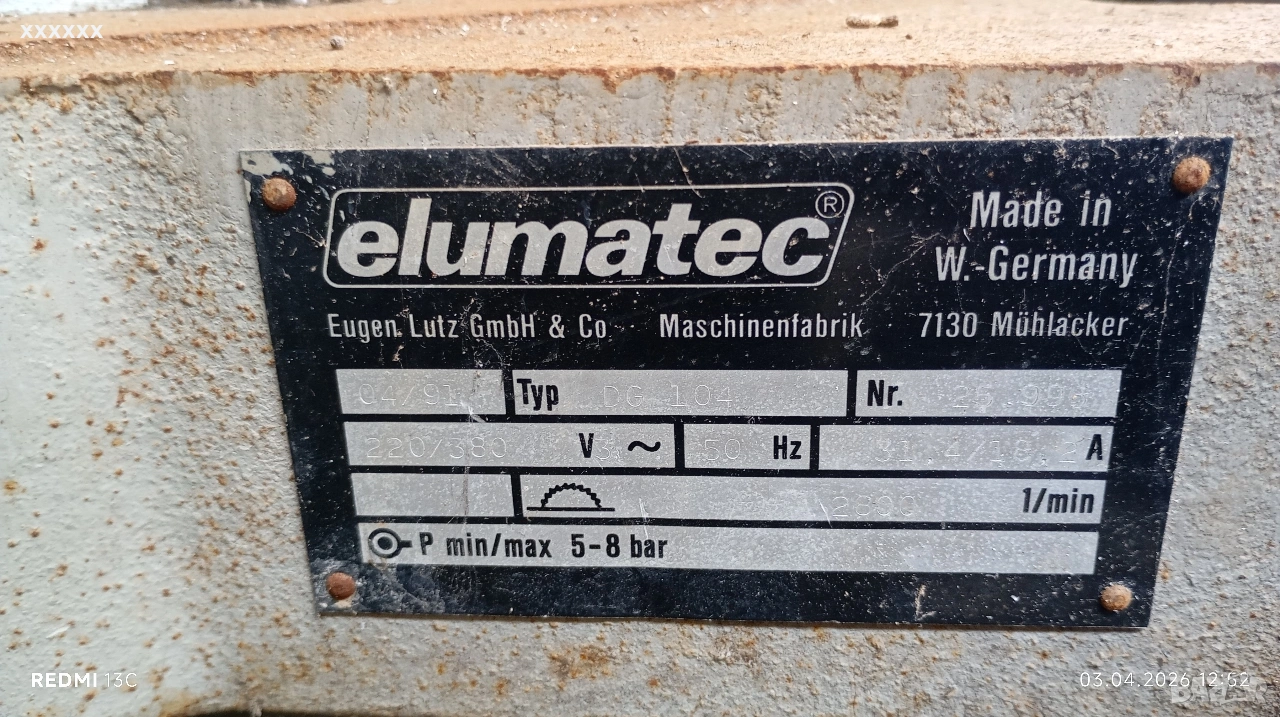 xxxxxx
elumatec®
Made in
W.-Germany
Eugen Lutz GmbH & Co Maschinenfabrik 7130 Mühlacker
04/91 Typ DG 104 Nr.
220/380 V ~ 50 Hz A
2800 1/min
P min/max 5-8 bar
REDMI 13C
03.04.2026 12:52